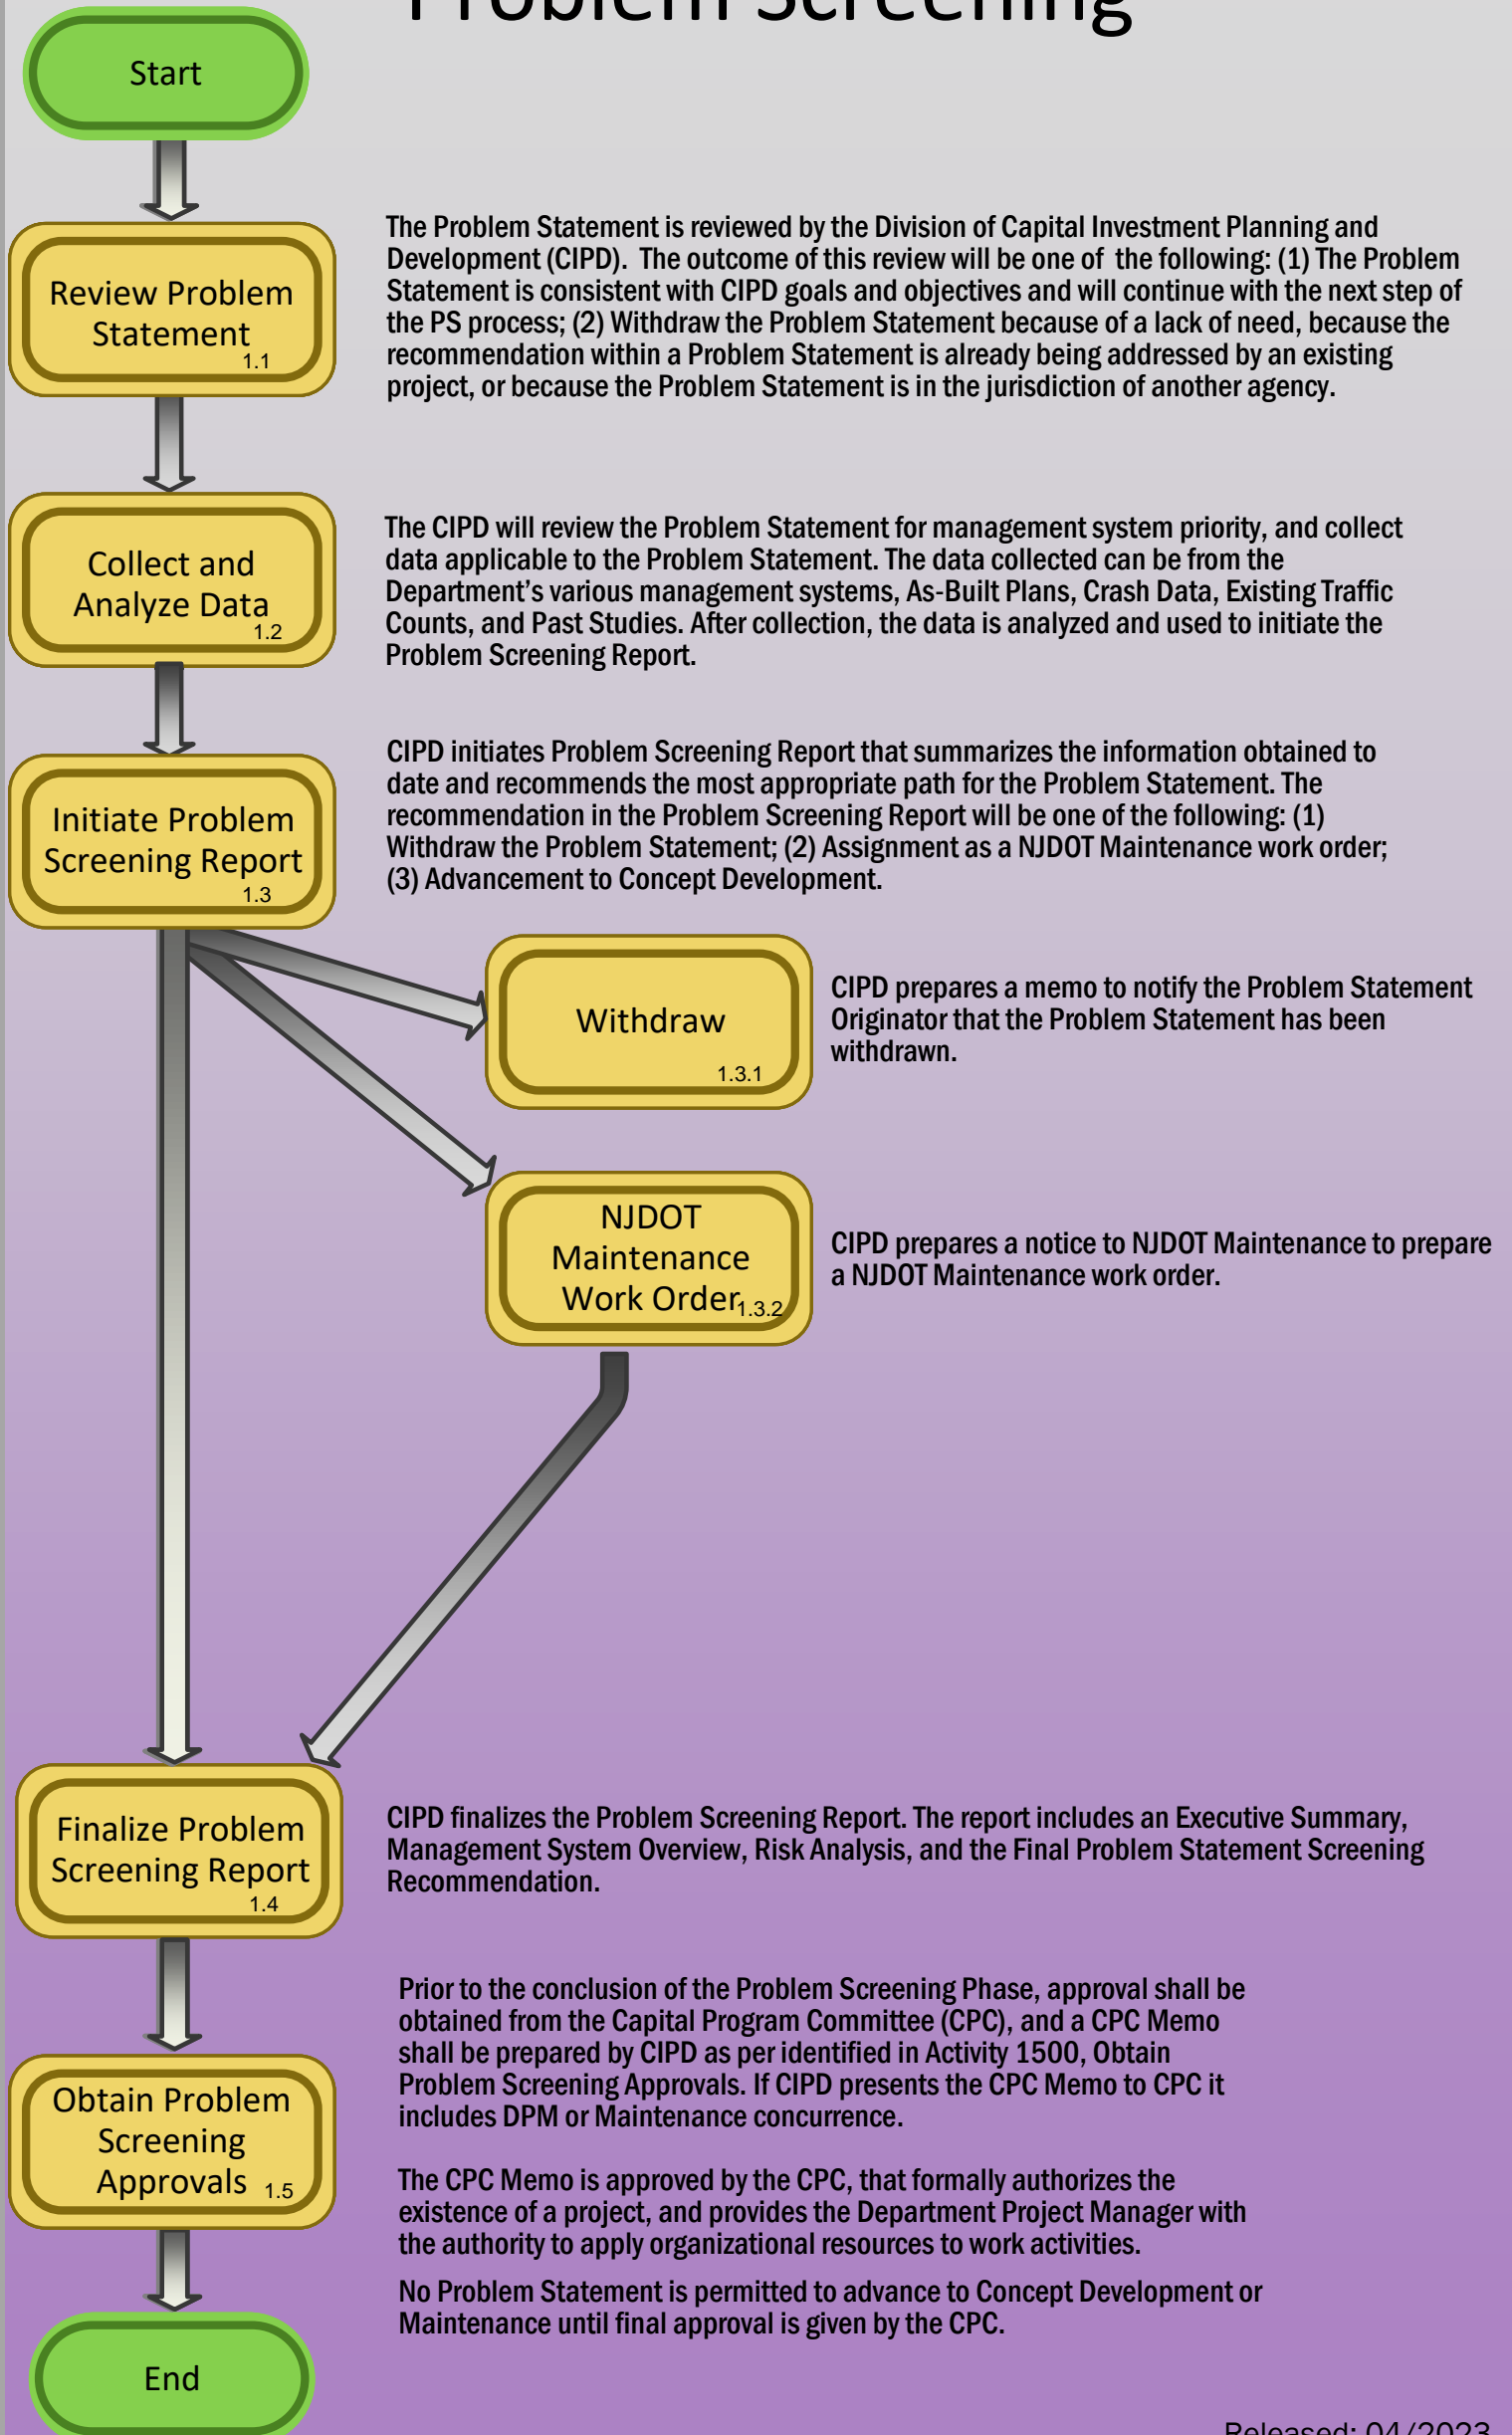 Problem Screening
Start
Review Problem
Statement
1.1
The Problem Statement is reviewed by the Division of Capital Investment Planning and
Development (CIPD).  The outcome of this review will be one of  the following: (1) The Problem
Statement is consistent with CIPD goals and objectives and will continue with the next step of
the PS process; (2) Withdraw the Problem Statement because of a lack of need, because the
recommendation within a Problem Statement is already being addressed by an existing
project, or because the Problem Statement is in the jurisdiction of another agency.
Collect and
Analyze Data
1.2
The CIPD will review the Problem Statement for management system priority, and collect
data applicable to the Problem Statement. The data collected can be from the
Department’s various management systems, As-Built Plans, Crash Data, Existing Traffic
Counts, and Past Studies. After collection, the data is analyzed and used to initiate the
Problem Screening Report.
Initiate Problem
Screening Report
1.3
CIPD initiates Problem Screening Report that summarizes the information obtained to
date and recommends the most appropriate path for the Problem Statement. The
recommendation in the Problem Screening Report will be one of the following: (1)
Withdraw the Problem Statement; (2) Assignment as a NJDOT Maintenance work order;
(3) Advancement to Concept Development.
Withdraw
1.3.1
CIPD prepares a memo to notify the Problem Statement
Originator that the Problem Statement has been
withdrawn.
NJDOT
Maintenance
Work Order
1.3.2
CIPD prepares a notice to NJDOT Maintenance to prepare
a NJDOT Maintenance work order.
Finalize Problem
Screening Report
1.4
CIPD finalizes the Problem Screening Report. The report includes an Executive Summary,
Management System Overview, Risk Analysis, and the Final Problem Statement Screening
Recommendation.
Obtain Problem
Screening
Approvals
1.5
Prior to the conclusion of the Problem Screening Phase, approval shall be
obtained from the Capital Program Committee (CPC), and a CPC Memo
shall be prepared by CIPD as per identified in Activity 1500, Obtain
Problem Screening Approvals. If CIPD presents the CPC Memo to CPC it
includes DPM or Maintenance concurrence.
The CPC Memo is approved by the CPC, that formally authorizes the
existence of a project, and provides the Department Project Manager with
the authority to apply organizational resources to work activities.
No Problem Statement is permitted to advance to Concept Development or
Maintenance until final approval is given by the CPC.
End
Released: 04/2023